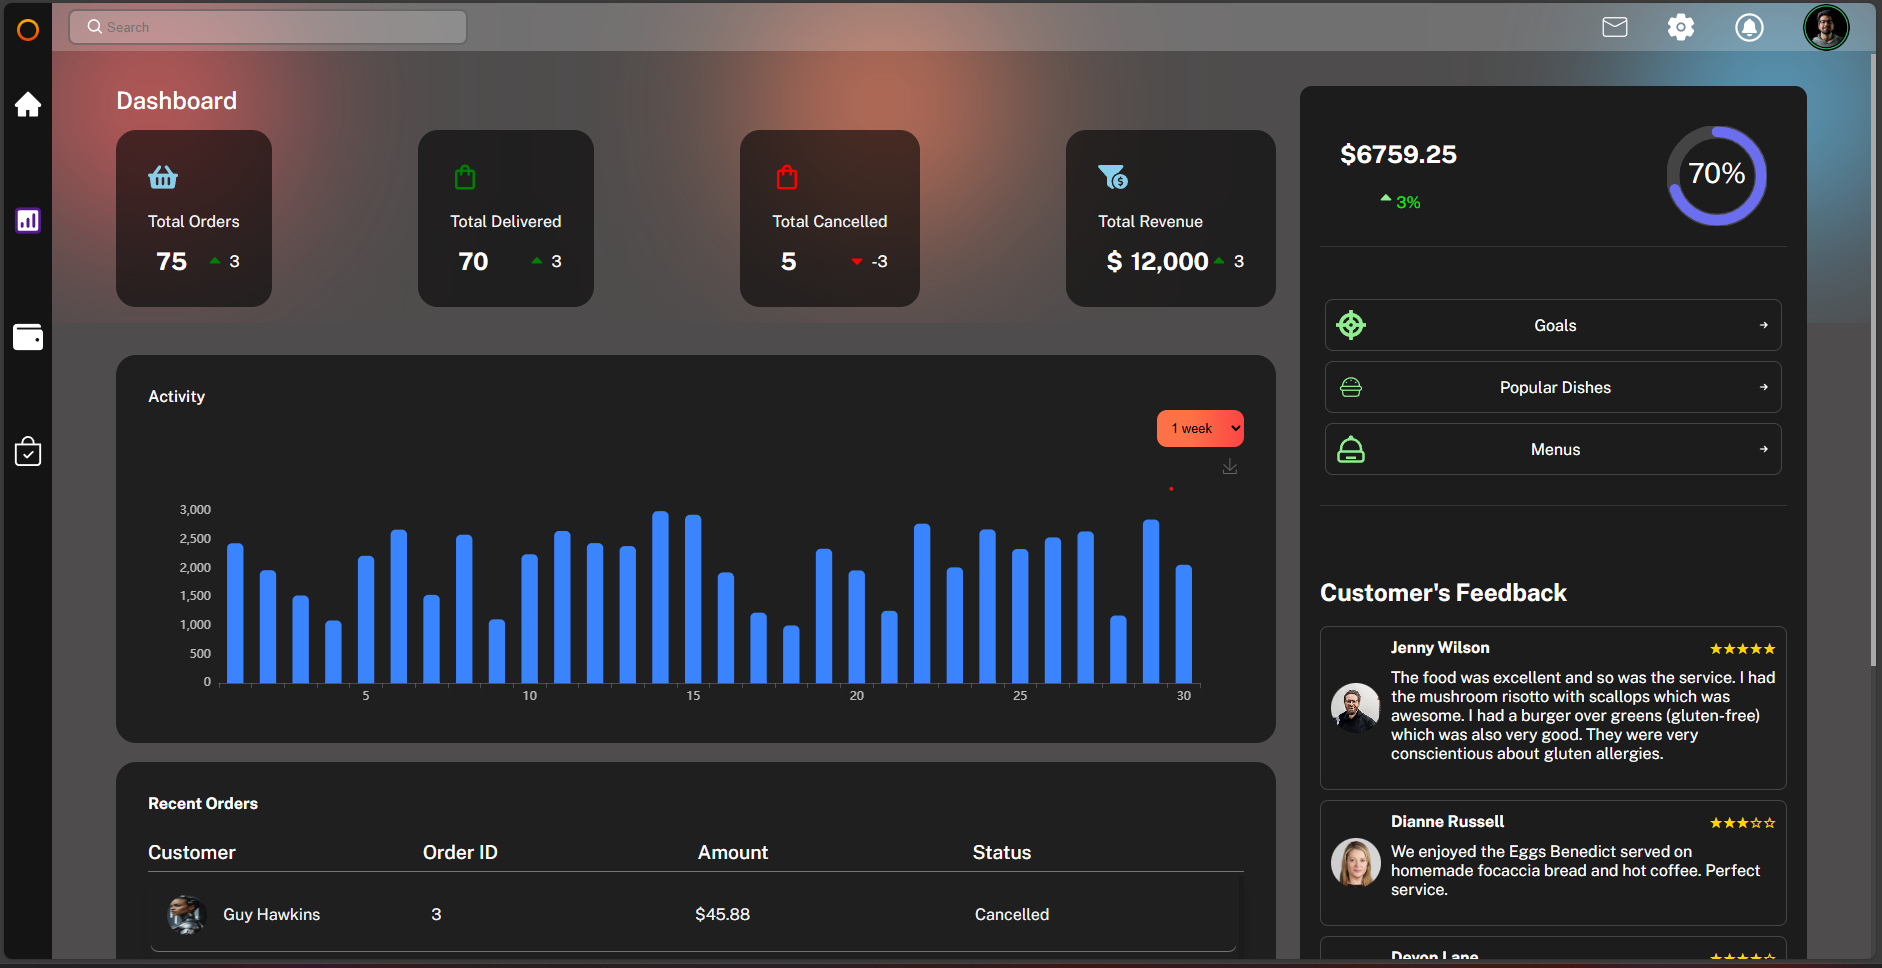 Search
Dashboard
Total Orders
75 3
Total Delivered
70 3
Total Cancelled
5 -3
Total Revenue
$ 12,000 3
$6759.25
3%
70%
Goals
Popular Dishes
Menus
Activity
1 week
3,000
2,500
2,000
1,500
1,000
500
0
5 10 15 20 25 30
Recent Orders
Customer Order ID Amount Status
Guy Hawkins 3 $45.88 Cancelled
Customer's Feedback
Jenny Wilson ★★★★★
The food was excellent and so was the service. I had
the mushroom risotto with scallops which was
awesome. I had a burger over greens (gluten-free)
which was also very good. They were very
conscientious about gluten allergies.
Dianne Russell ★★★☆☆
We enjoyed the Eggs Benedict served on
homemade focaccia bread and hot coffee. Perfect
service.
Devon Lane ★★★★☆